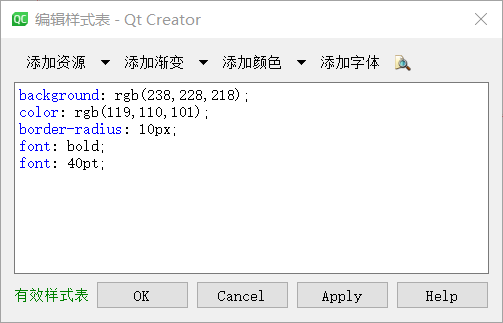 QC 编辑样式表 - Qt Creator
添加资源 添加渐变 添加颜色 添加字体
background: rgb(238,228,218);
color: rgb(119,110,101);
border-radius: 10px;
font: bold;
font: 40pt;
有效样式表 OK Cancel Apply Help